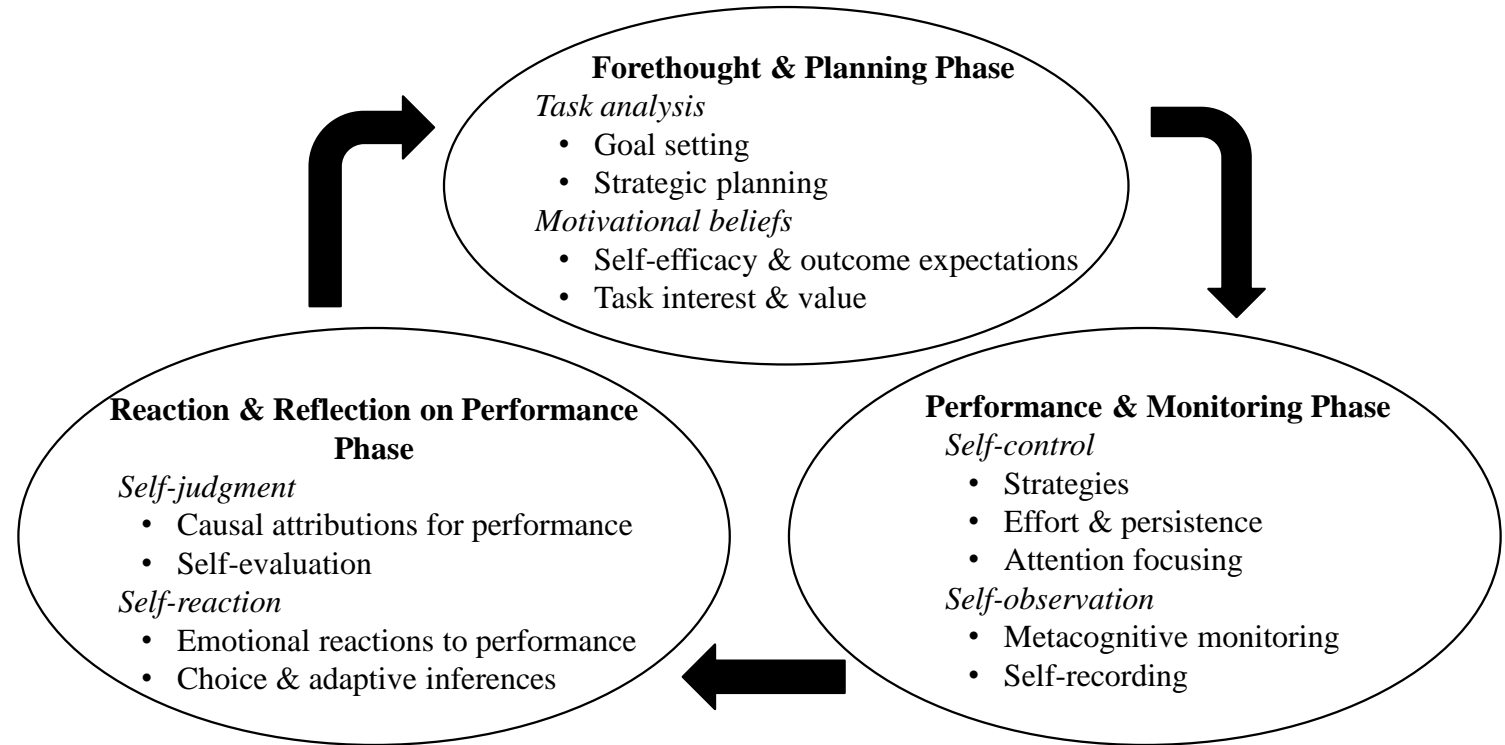 Forethought & Planning Phase
Task analysis
• Goal setting
• Strategic planning
Motivational beliefs
• Self-efficacy & outcome expectations
• Task interest & value
Reaction & Reflection on Performance
Phase
Self-judgment
• Causal attributions for performance
• Self-evaluation
Self-reaction
• Emotional reactions to performance
• Choice & adaptive inferences
Performance & Monitoring Phase
Self-control
• Strategies
• Effort & persistence
• Attention focusing
Self-observation
• Metacognitive monitoring
• Self-recording